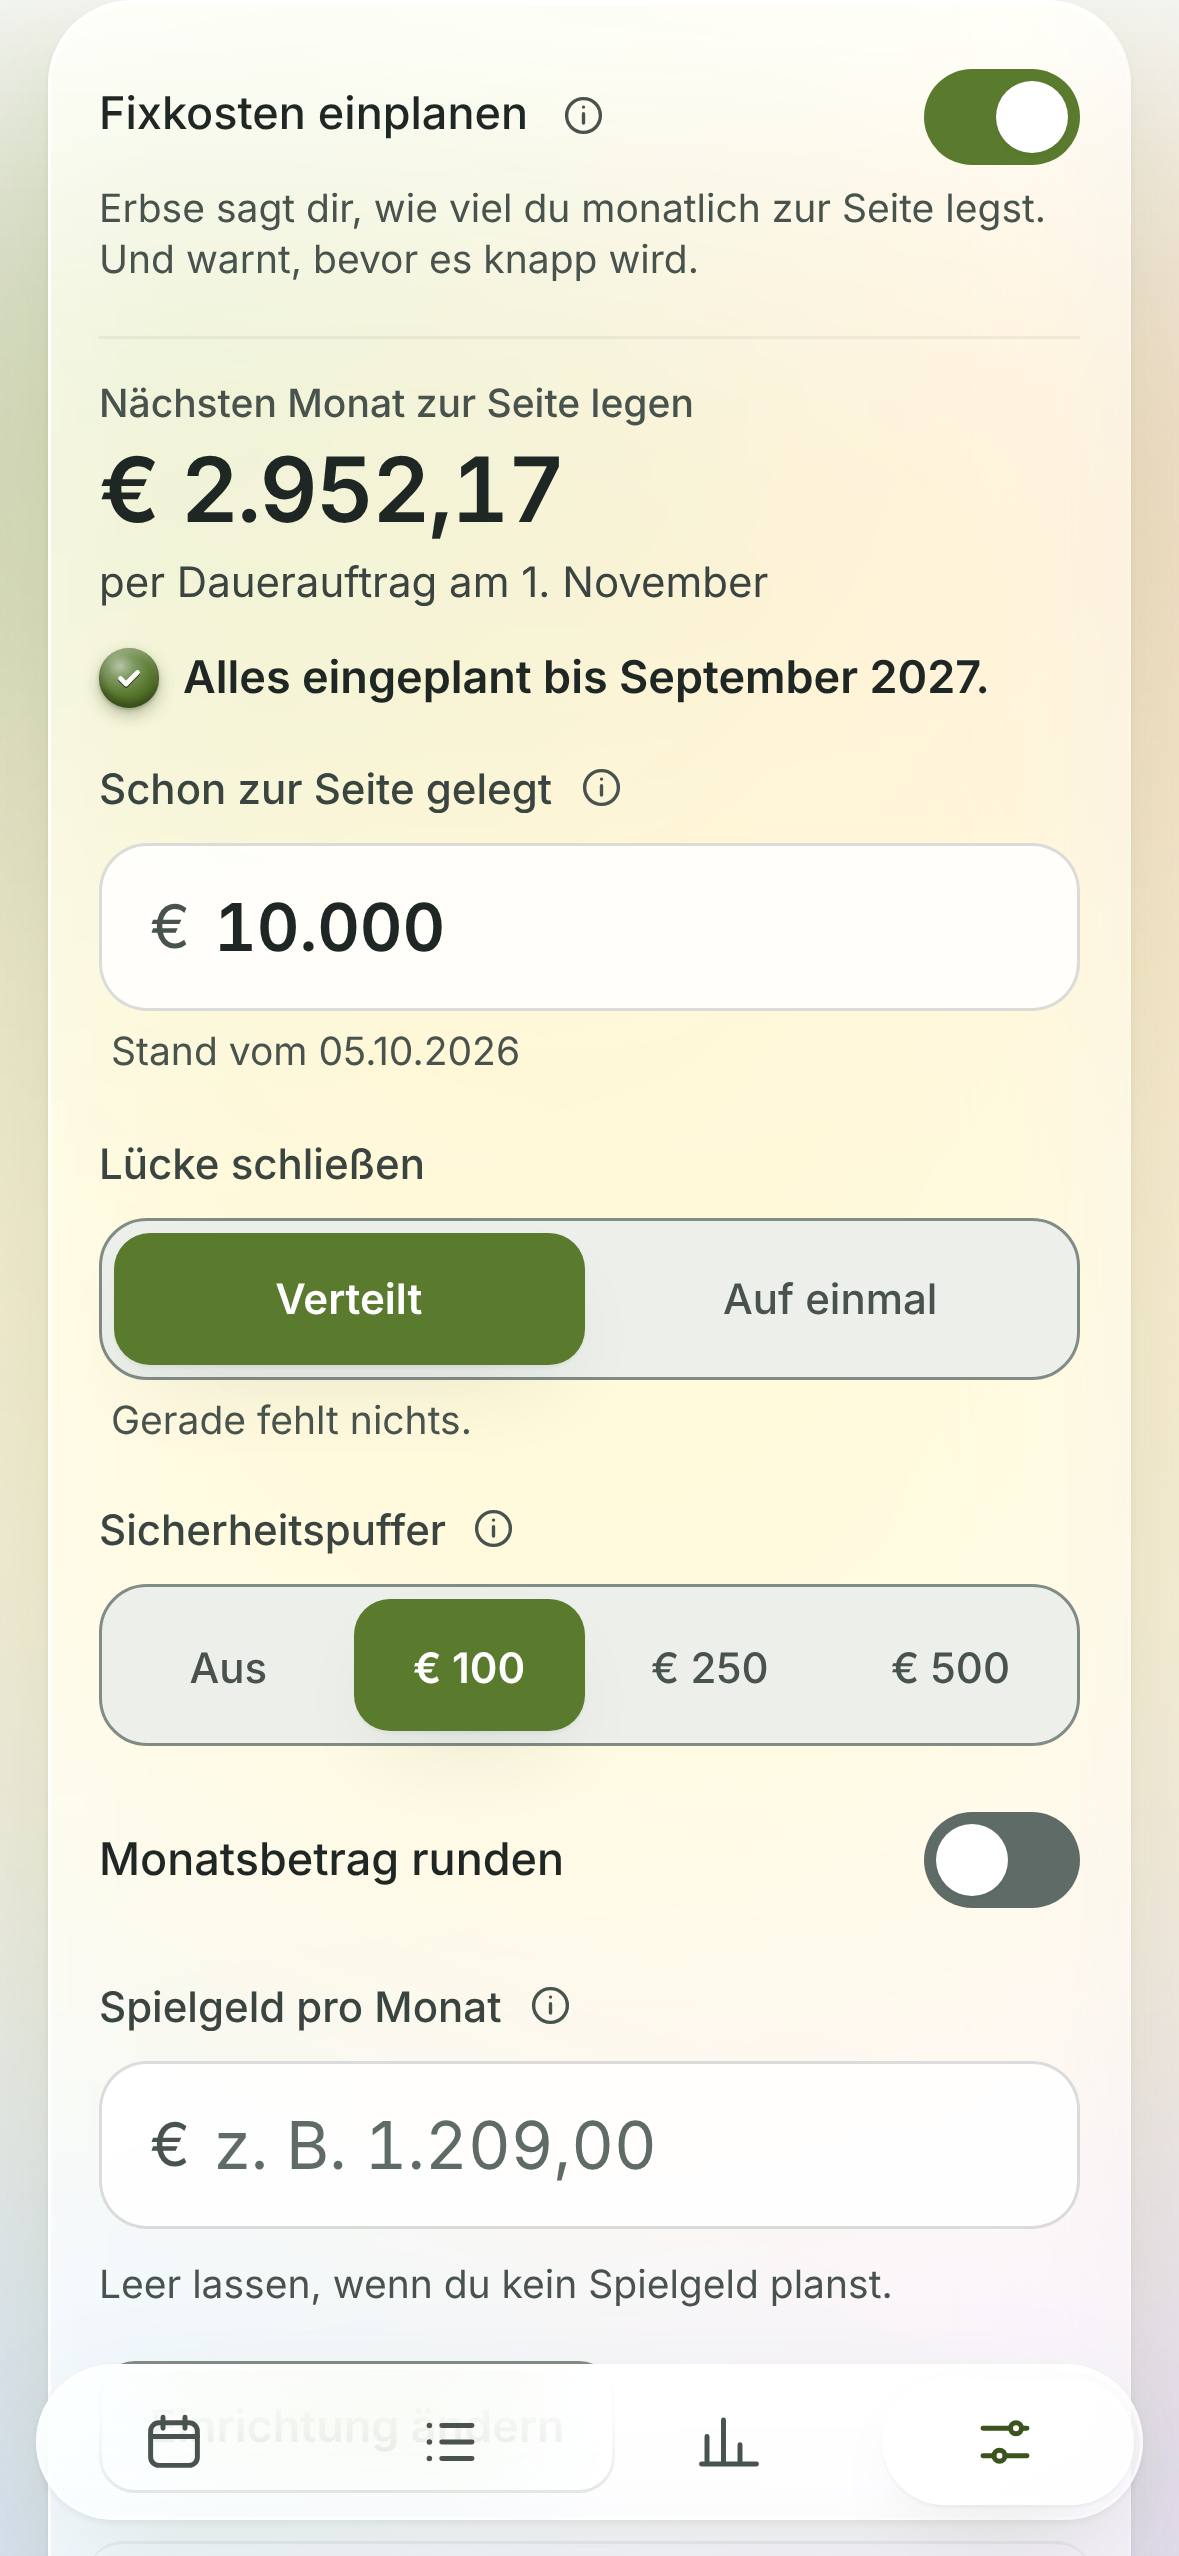 Fixkosten einplanen
Erbse sagt dir, wie viel du monatlich zur Seite legst.
Und warnt, bevor es knapp wird.
Nächsten Monat zur Seite legen
€ 2.952,17
per Dauerauftrag am 1. November
Alles eingeplant bis September 2027.
Schon zur Seite gelegt
€ 10.000
Stand vom 05.10.2026
Lücke schließen
Verteilt Auf einmal
Gerade fehlt nichts.
Sicherheitspuffer
Aus € 100 € 250 € 500
Monatsbetrag runden
Spielgeld pro Monat
€ z. B. 1.209,00
Leer lassen, wenn du kein Spielgeld planst.